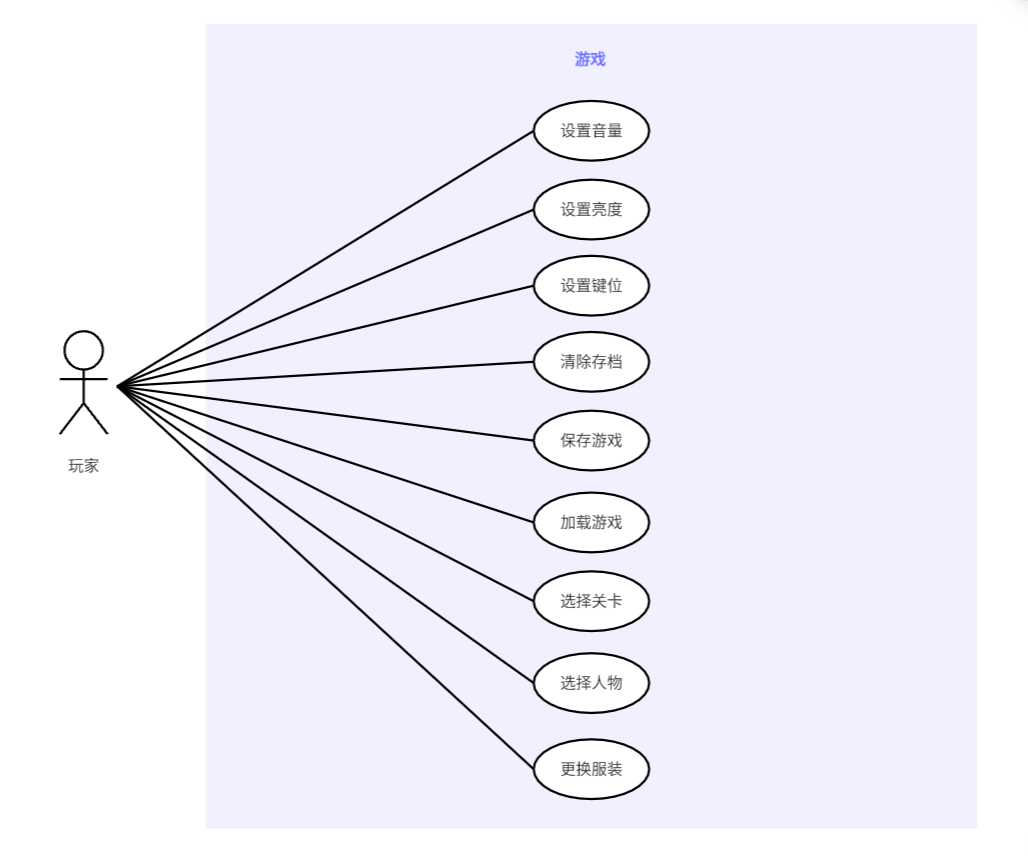 游戏
设置音量
设置亮度
设置键位
清除存档
保存游戏
加载游戏
选择关卡
选择人物
更换服装
玩家